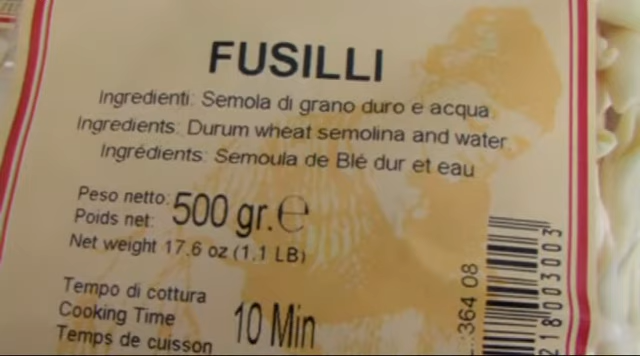 FUSILLI
Ingredienti: Semola di grano duro e acqua.
Ingredients: Durum wheat semolina and water
Ingrédients: Semoula de Blé dur et eau
Peso netto:
Poids net:
500 gr.e
Net weight 17.6 oz (1.1 LB)
Tempo di cottura
Cooking Time
Temps de cuisson
10 Min
364 08
218003003